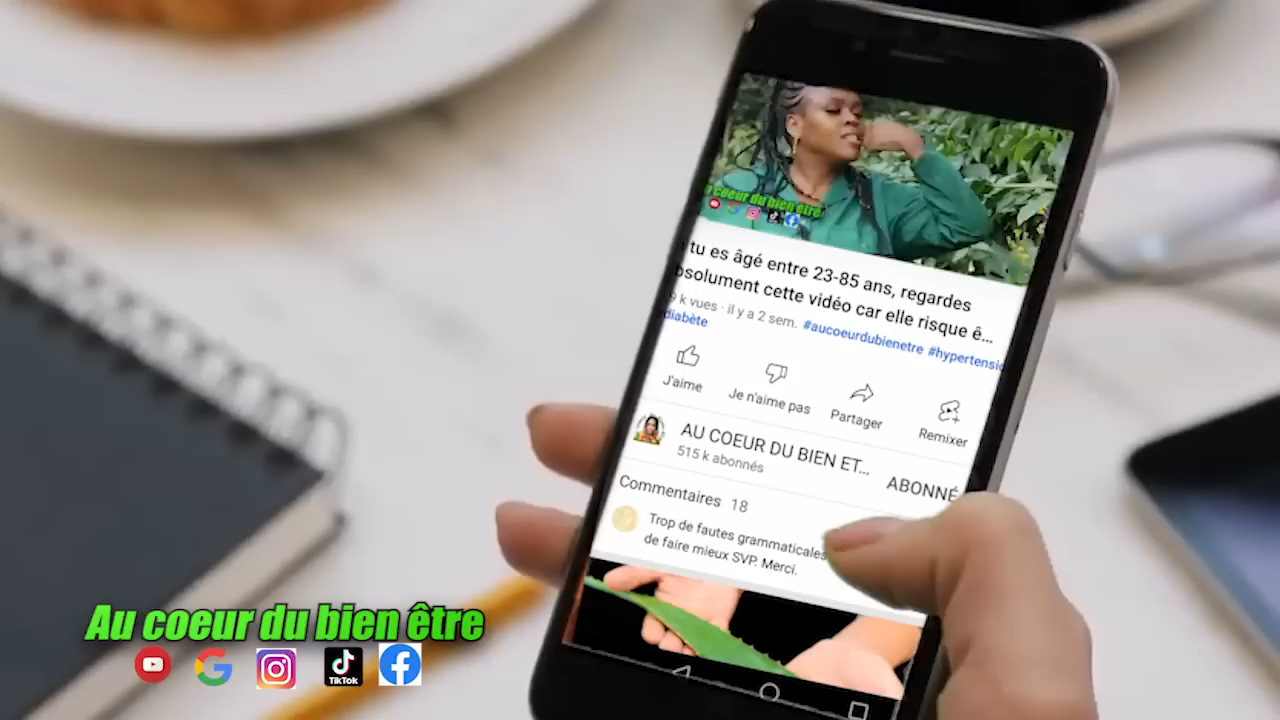 u coeur du bien être
tu es âgé entre 23-85 ans, regardes
bsolument cette vidéo car elle risque ê...
9 k vues · il y a 2 sem. #aucoeurdubienetre #hypertensio
diabète
J'aime
Je n'aime pas
Partager
Remixer
AU COEUR DU BIEN ET...
515 k abonnés
ABONNÉ
Commentaires 18
Trop de fautes grammaticales
de faire mieux SVP. Merci.
Au coeur du bien être
TikTok